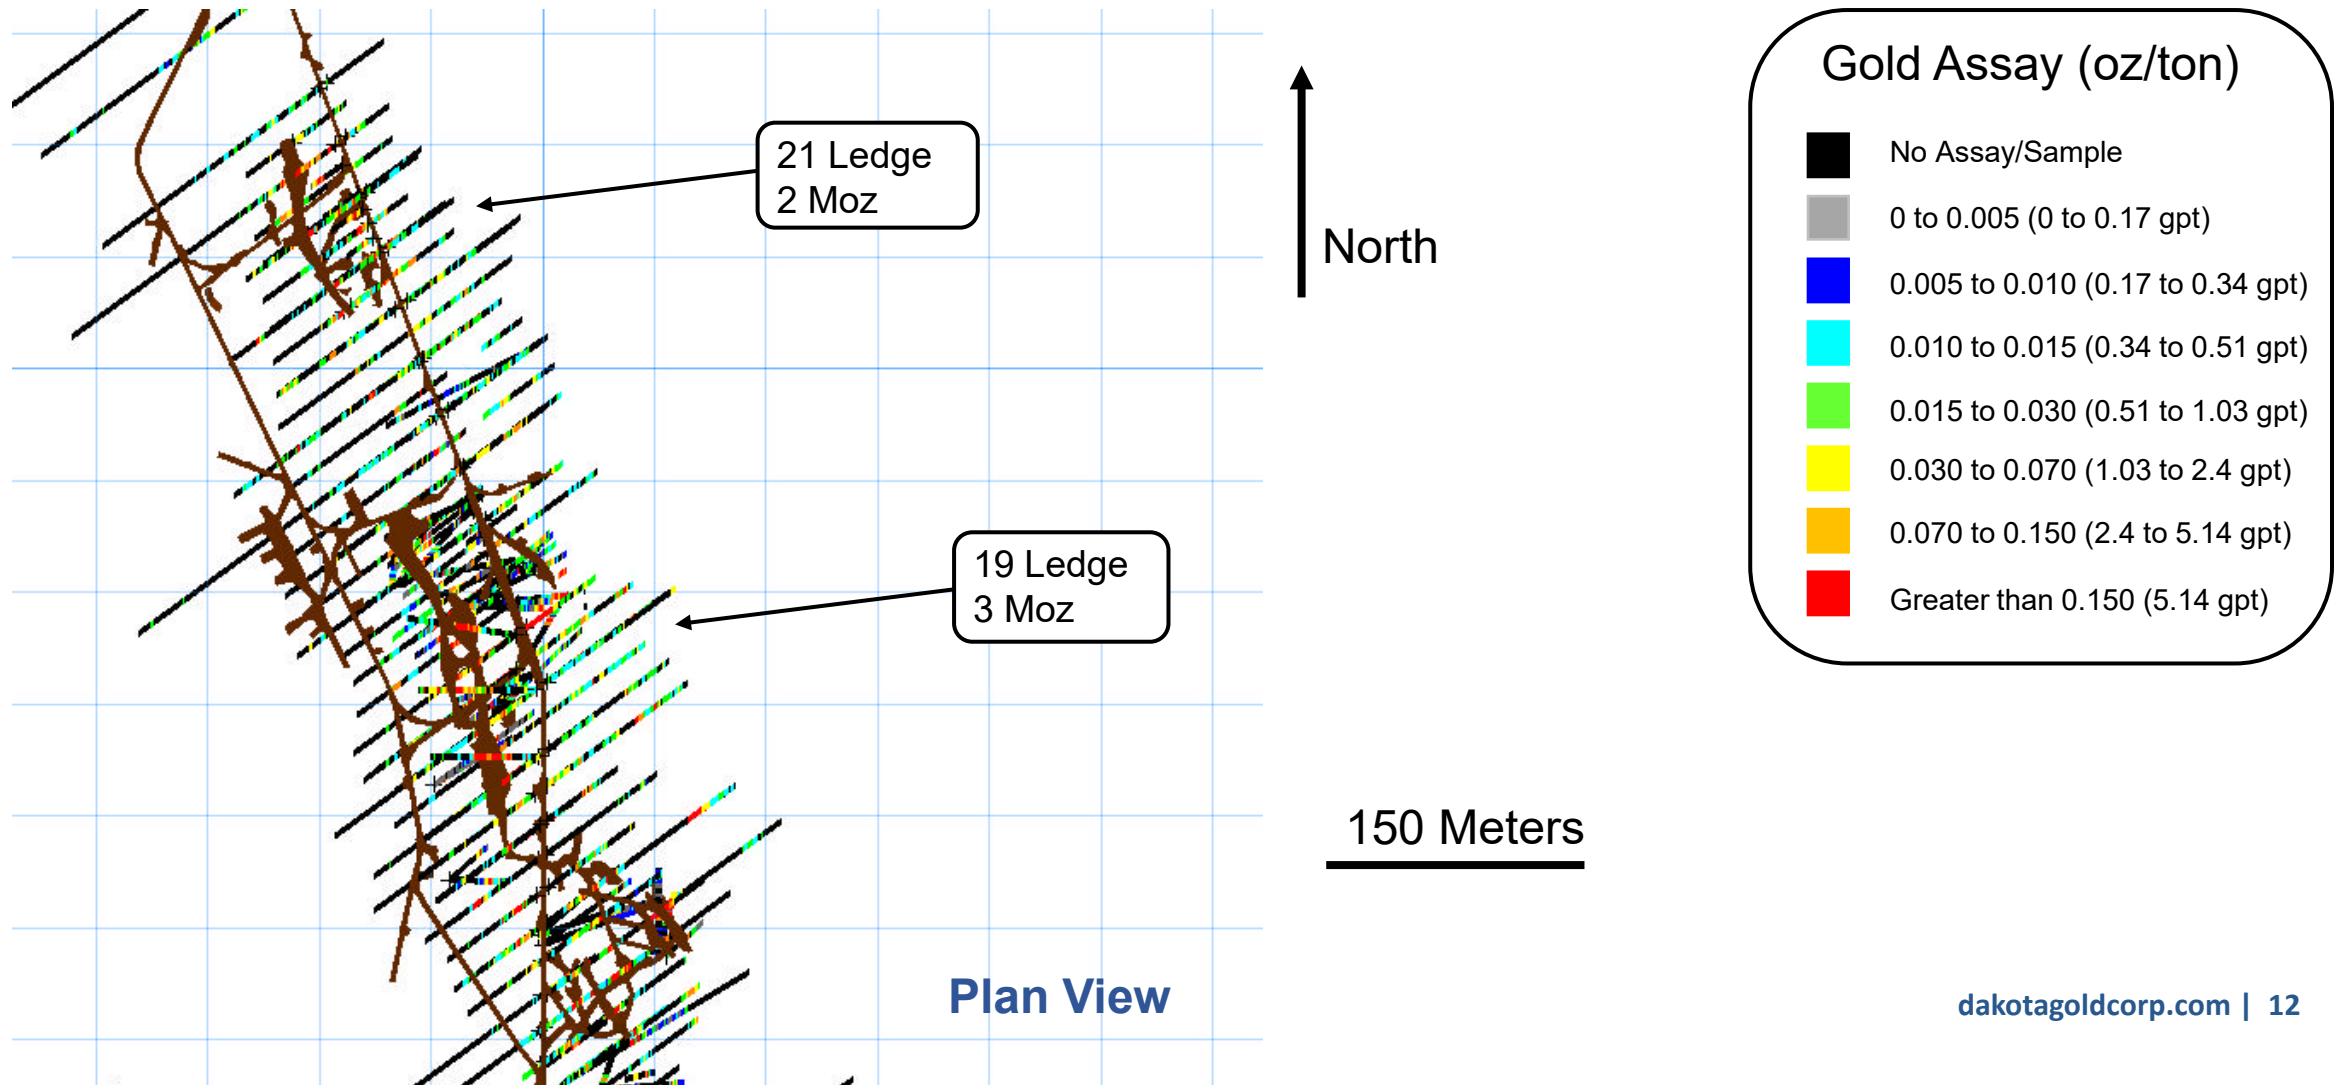 21 Ledge
2 Moz
North
19 Ledge
3 Moz
150 Meters
Plan View
Gold Assay (oz/ton)
No Assay/Sample
0 to 0.005 (0 to 0.17 gpt)
0.005 to 0.010 (0.17 to 0.34 gpt)
0.010 to 0.015 (0.34 to 0.51 gpt)
0.015 to 0.030 (0.51 to 1.03 gpt)
0.030 to 0.070 (1.03 to 2.4 gpt)
0.070 to 0.150 (2.4 to 5.14 gpt)
Greater than 0.150 (5.14 gpt)
dakotagoldcorp.com | 12